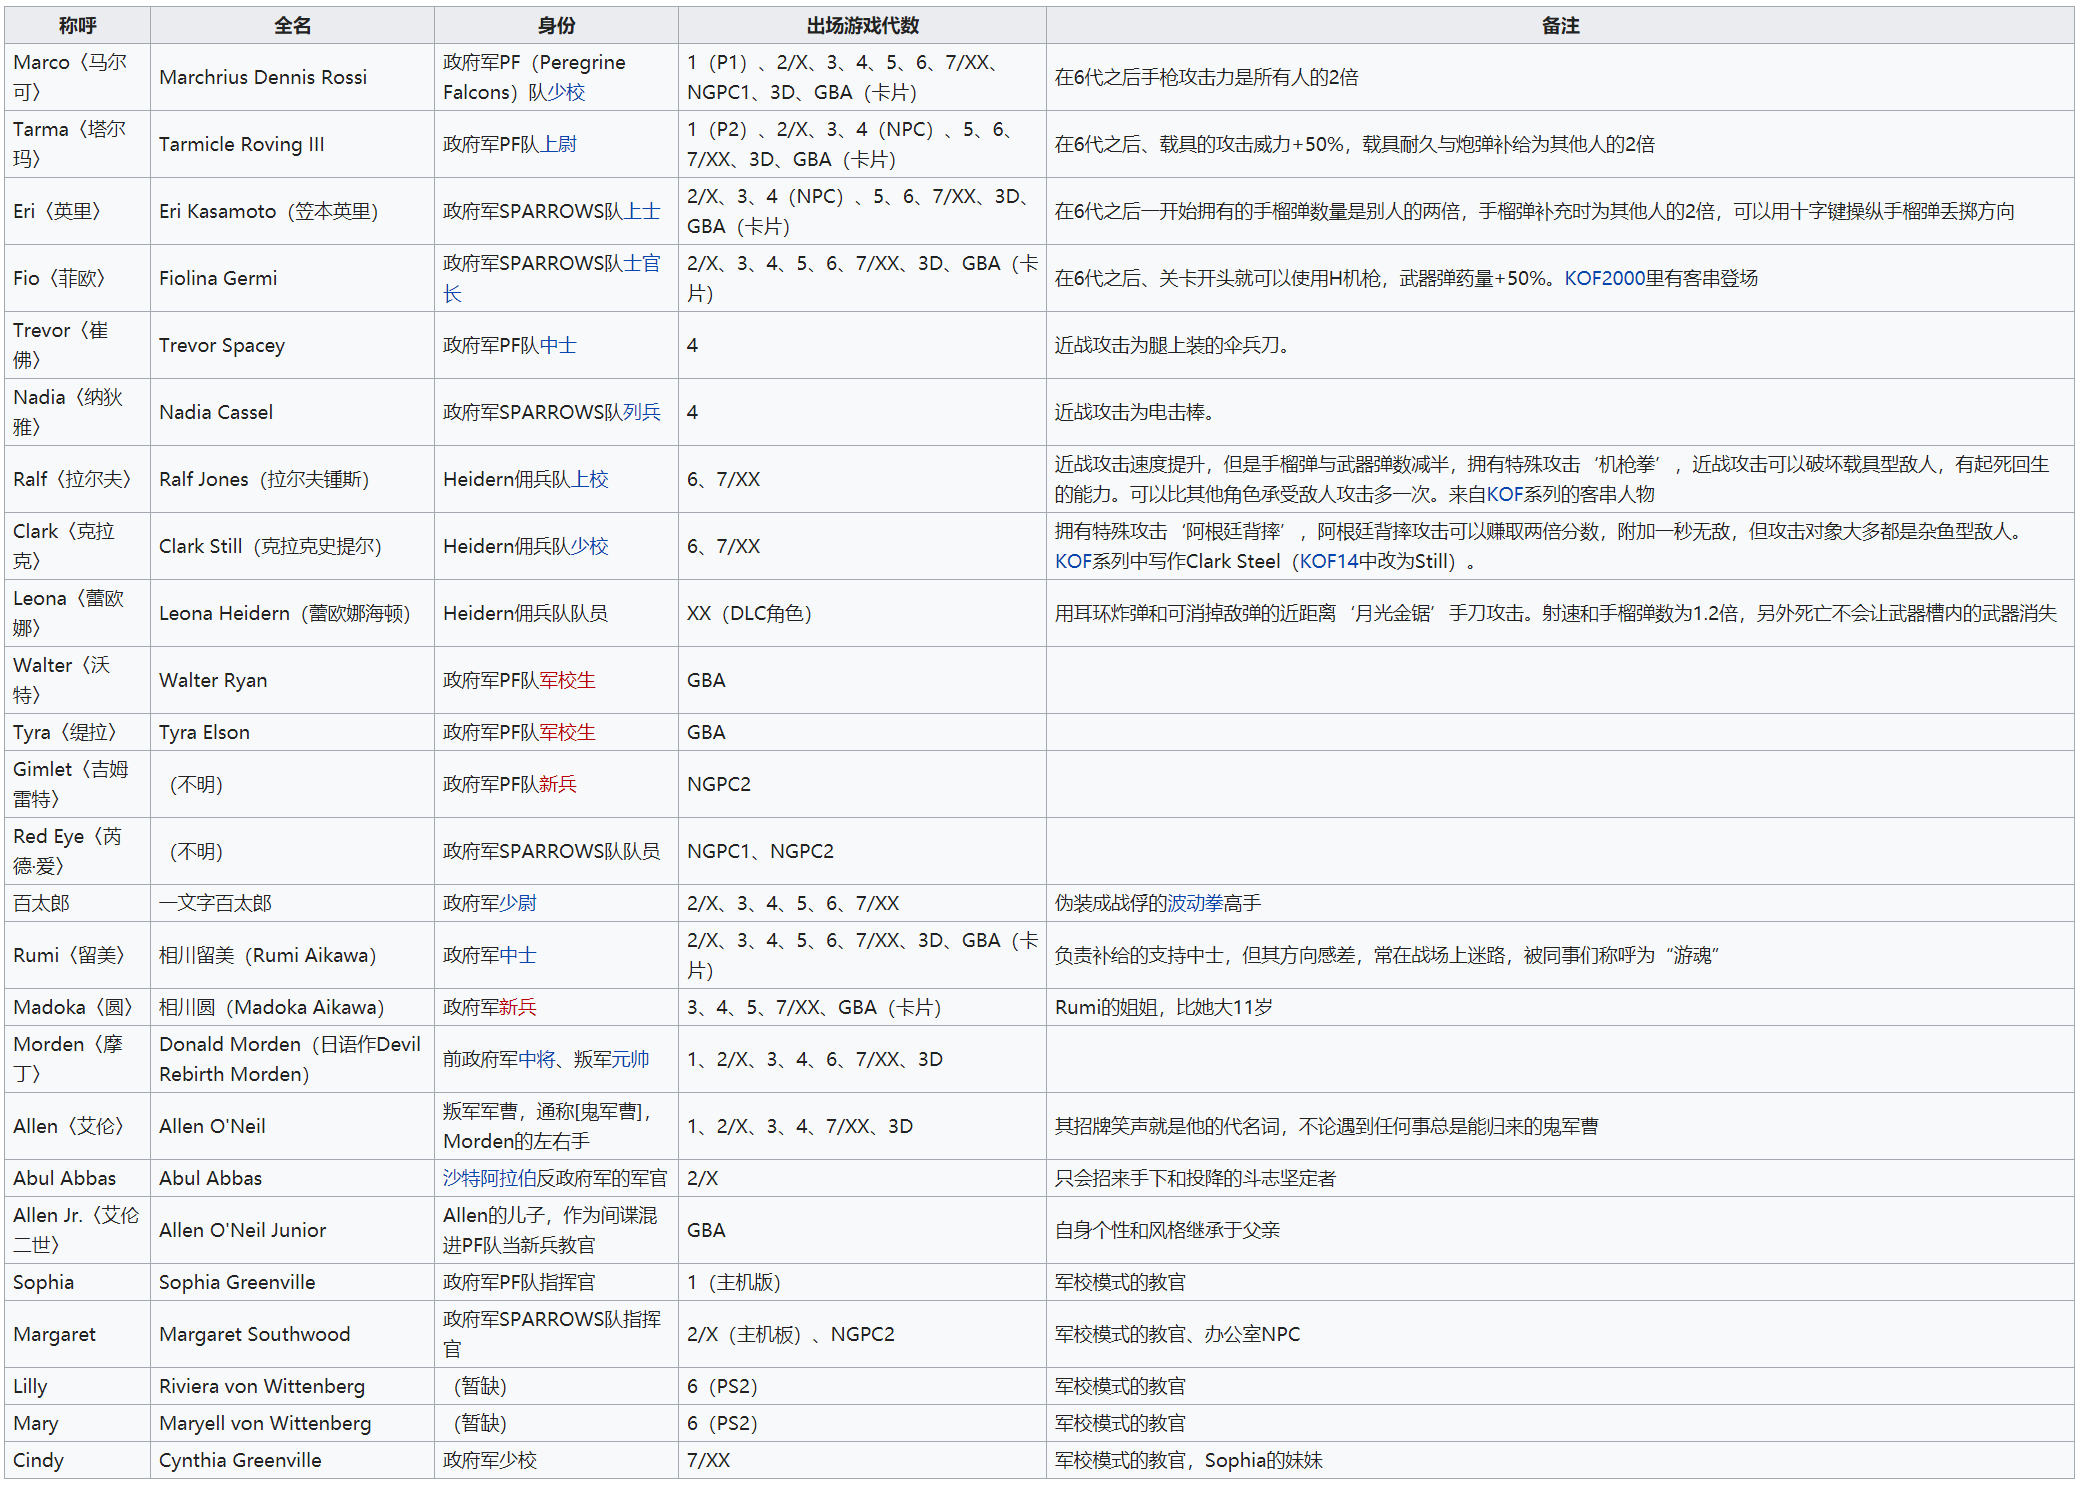 称呼 全名 身份 出场游戏代数 备注
Marco〈马尔可〉 Marchrius Dennis Rossi 政府军PF（Peregrine Falcons）队少校 1（P1）、2/X、3、4、5、6、7/XX、NGPC1、3D、GBA（卡片） 在6代之后手枪攻击力是所有人的2倍
Tarma〈塔尔玛〉 Tarmicle Roving III 政府军PF队上尉 1（P2）、2/X、3、4（NPC）、5、6、7/XX、3D、GBA（卡片） 在6代之后、载具的攻击威力+50%，载具耐久与炮弹补给为其他人的2倍
Eri〈英里〉 Eri Kasamoto（笠本英里） 政府军SPARROWS队上士 2/X、3、4（NPC）、5、6、7/XX、3D、GBA（卡片） 在6代之后一开始拥有的手榴弹数量是别人的两倍，手榴弹补充时为其他人的2倍，可以用十字键操纵手榴弹丢掷方向
Fio〈菲欧〉 Fiolina Germi 政府军SPARROWS队士官长 2/X、3、4、5、6、7/XX、3D、GBA（卡片） 在6代之后、关卡开头就可以使用H机枪，武器弹药量+50%。KOF2000里有客串登场
Trevor〈崔佛〉 Trevor Spacey 政府军PF队中士 4 近战攻击为腿上装的伞兵刀。
Nadia〈纳狄雅〉 Nadia Cassel 政府军SPARROWS队列兵 4 近战攻击为电击棒。
Ralf〈拉尔夫〉 Ralf Jones（拉尔夫锺斯） Heidern佣兵队上校 6、7/XX 近战攻击速度提升，但是手榴弹与武器弹数减半，拥有特殊攻击‘机枪拳’，近战攻击可以破坏载具型敌人，有起死回生的能力。可以比其他角色承受敌人攻击多一次。来自KOF系列的客串人物
Clark〈克拉克〉 Clark Still（克拉克史提尔） Heidern佣兵队少校 6、7/XX 拥有特殊攻击‘阿根廷背摔’，阿根廷背摔攻击可以赚取两倍分数，附加一秒无敌，但攻击对象大多都是杂鱼型敌人。KOF系列中写作Clark Steel（KOF14中改为Still）。
Leona〈蕾欧娜〉 Leona Heidern（蕾欧娜海顿） Heidern佣兵队队员 XX（DLC角色） 用耳环炸弹和可消掉敌弹的近距离‘月光金锯’手刀攻击。射速和手榴弹数为1.2倍，另外死亡不会让武器槽内的武器消失
Walter〈沃特〉 Walter Ryan 政府军PF队军校生 GBA
Tyra〈缇拉〉 Tyra Elson 政府军PF队军校生 GBA
Gimlet〈吉姆雷特〉 （不明） 政府军PF队新兵 NGPC2
Red Eye〈芮德·爱〉 （不明） 政府军SPARROWS队队员 NGPC1、NGPC2
百太郎 一文字百太郎 政府军少尉 2/X、3、4、5、6、7/XX 伪装成战俘的波动拳高手
Rumi〈留美〉 相川留美（Rumi Aikawa） 政府军中士 2/X、3、4、5、6、7/XX、3D、GBA（卡片） 负责补给的支持中士，但其方向感差，常在战场上迷路，被同事们称呼为“游魂”
Madoka〈圆〉 相川圆（Madoka Aikawa） 政府军新兵 3、4、5、7/XX、GBA（卡片） Rumi的姐姐，比她大11岁
Morden〈摩丁〉 Donald Morden（日语作Devil Rebirth Morden） 前政府军中将、叛军元帅 1、2/X、3、4、6、7/XX、3D
Allen〈艾伦〉 Allen O'Neil 叛军军曹，通称[鬼军曹]，Morden的左右手 1、2/X、3、4、7/XX、3D 其招牌笑声就是他的代名词，不论遇到任何事总是能归来的鬼军曹
Abul Abbas Abul Abbas 沙特阿拉伯反政府军的军官 2/X 只会招来手下和投降的斗志坚定者
Allen Jr.〈艾伦二世〉 Allen O'Neil Junior Allen的儿子，作为间谍混进PF队当新兵教官 GBA 自身个性和风格继承于父亲
Sophia Sophia Greenville 政府军PF队指挥官 1（主机版） 军校模式的教官
Margaret Margaret Southwood 政府军SPARROWS队指挥官 2/X（主机板）、NGPC2 军校模式的教官、办公室NPC
Lilly Riviera von Wittenberg （暂缺） 6（PS2） 军校模式的教官
Mary Maryell von Wittenberg （暂缺） 6（PS2） 军校模式的教官
Cindy Cynthia Greenville 政府军少校 7/XX 军校模式的教官，Sophia的妹妹